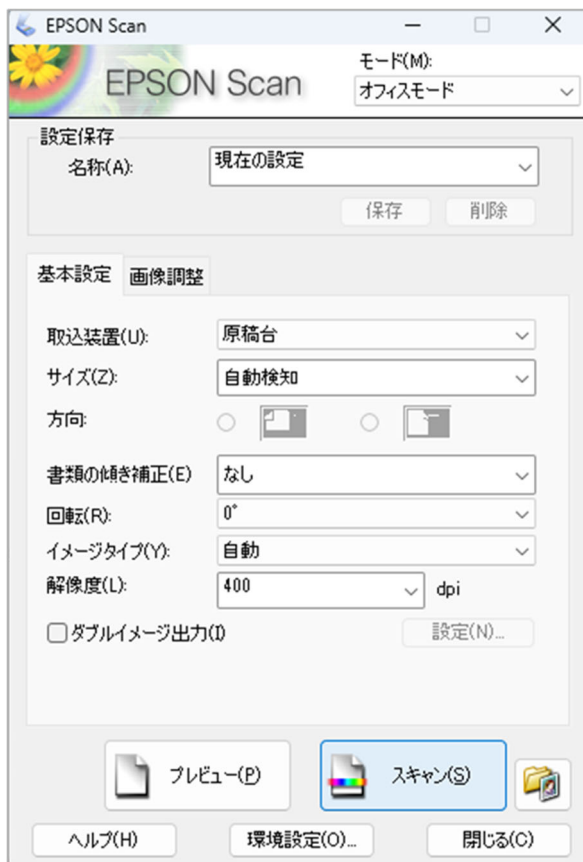 EPSON Scan
EPSON Scan
モード(M):
オフィスモード
設定保存
名称(A):
現在の設定
保存
削除
基本設定
画像調整
取込装置(U):
原稿台
サイズ(Z):
自動検知
方向:
書類の傾き補正(E)
なし
回転(R):
0°
イメージタイプ(Y):
自動
解像度(L):
400
dpi
ダブルイメージ出力(I)
設定(N)...
プレビュー(P)
スキャン(S)
ヘルプ(H)
環境設定(O)...
閉じる(C)